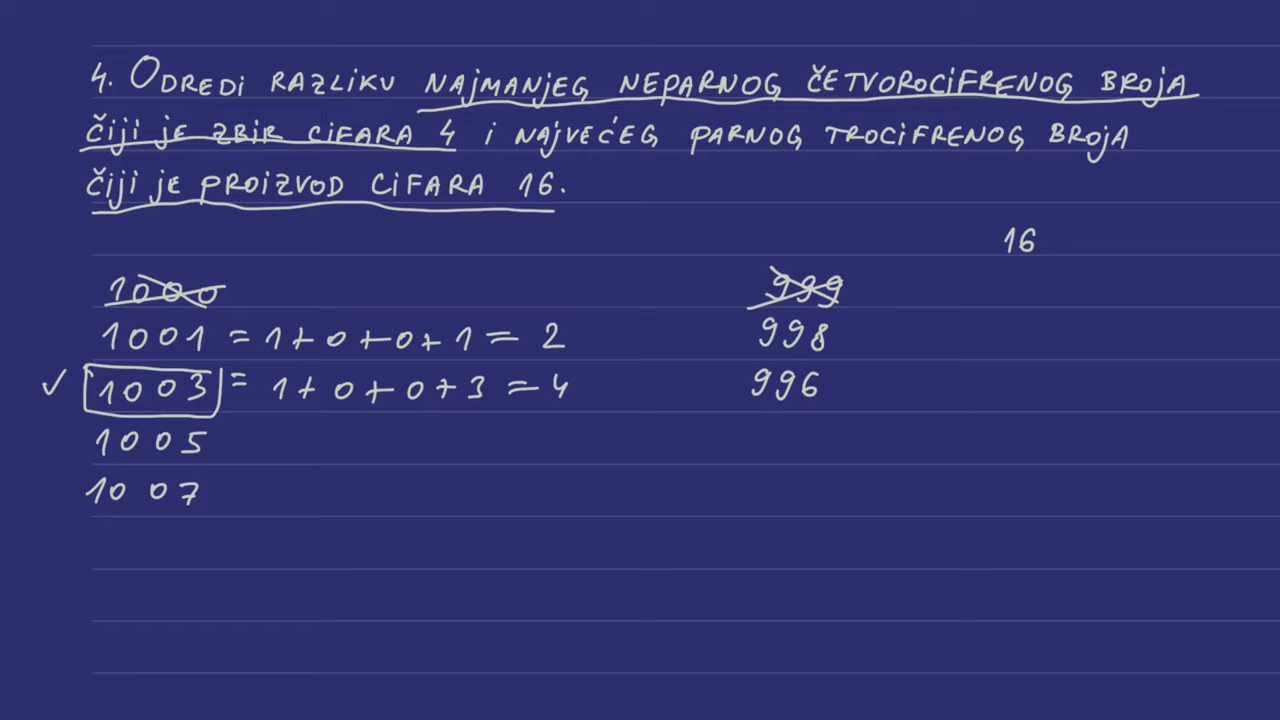 4. ODREDI RAZLIKU NAJMANJEG NEPARNOG ČETVOROCIFRENOG BROJA
ČIJI JE ZBIR CIFARA 4 I NAJVEĆEG PARNOG TROCIFRENOG BROJA
ČIJI JE PROIZVOD CIFARA 16.
16
1000
999
1001 = 1+0+0+1 = 2
998
✓ 1003 = 1+0+0+3 = 4
996
1005
1007